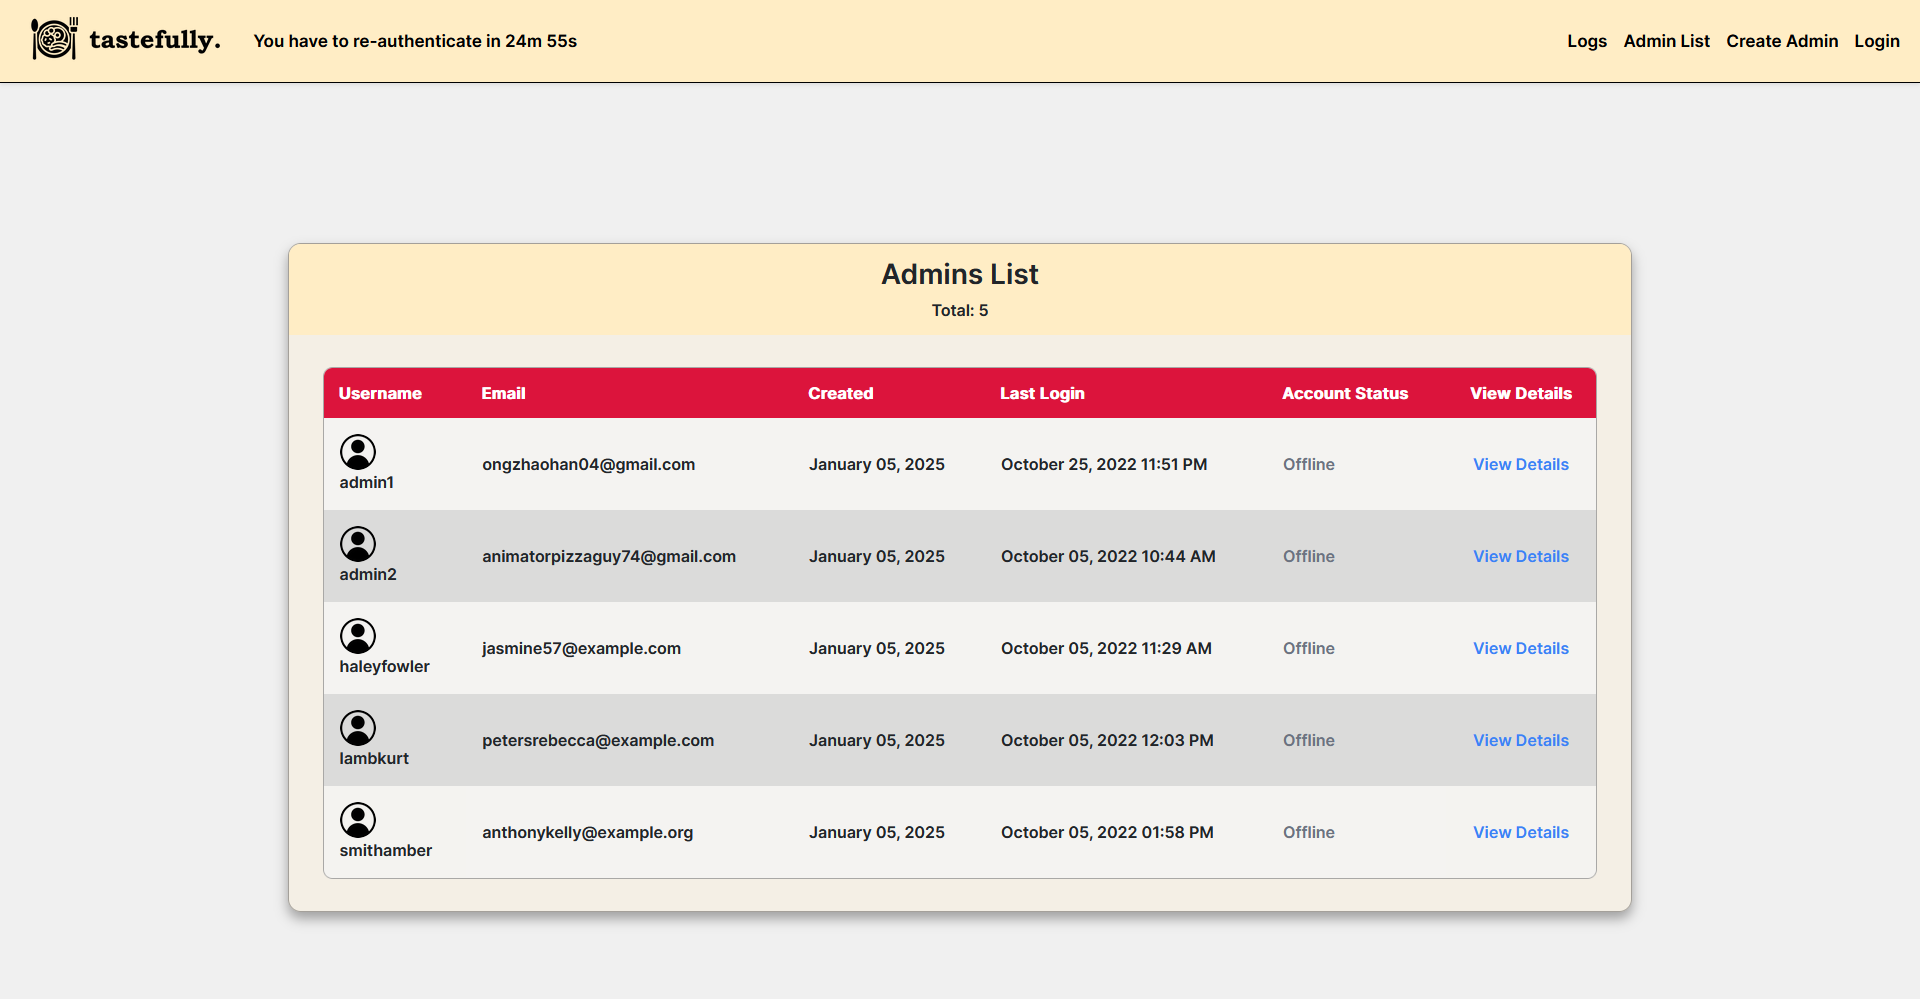 tastefully. You have to re-authenticate in 24m 55s Logs Admin List Create Admin Login
Admins List
Total: 5
Username Email Created Last Login Account Status View Details
admin1 ongzhaohan04@gmail.com January 05, 2025 October 25, 2022 11:51 PM Offline View Details
admin2 animatorpizzaguy74@gmail.com January 05, 2025 October 05, 2022 10:44 AM Offline View Details
haleyfowler jasmine57@example.com January 05, 2025 October 05, 2022 11:29 AM Offline View Details
lambkurt petersrebecca@example.com January 05, 2025 October 05, 2022 12:03 PM Offline View Details
smithamber anthonykelly@example.org January 05, 2025 October 05, 2022 01:58 PM Offline View Details